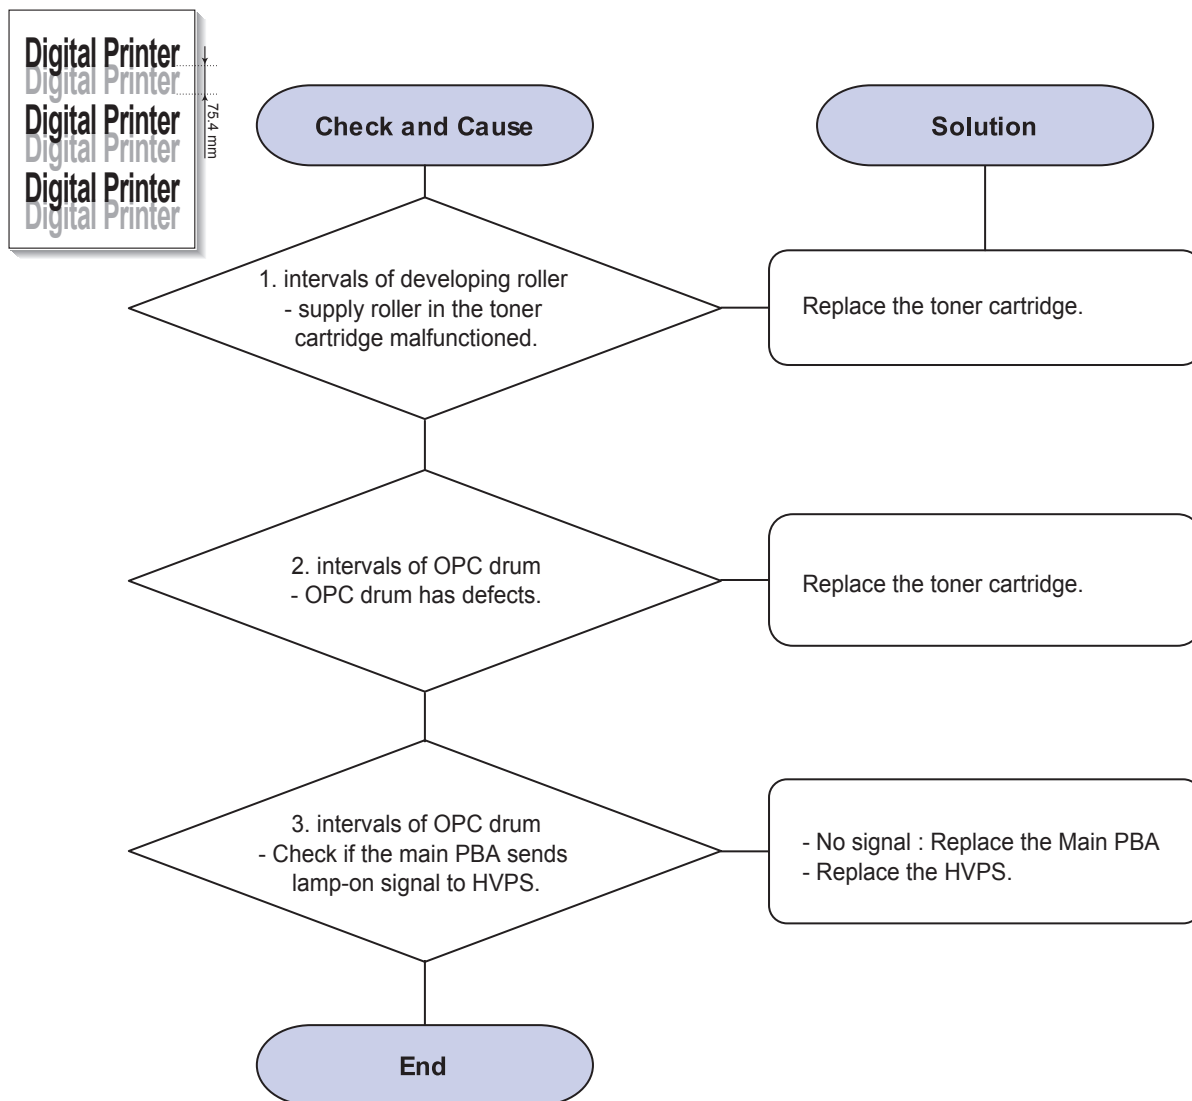 Digital Printer
Digital Printer
Digital Printer
Digital Printer
Digital Printer
Digital Printer
75.4 mm
Check and Cause
Solution
1. intervals of developing roller
- supply roller in the toner
cartridge malfunctioned.
Replace the toner cartridge.
2. intervals of OPC drum
- OPC drum has defects.
Replace the toner cartridge.
3. intervals of OPC drum
- Check if the main PBA sends
lamp-on signal to HVPS.
- No signal : Replace the Main PBA
- Replace the HVPS.
End